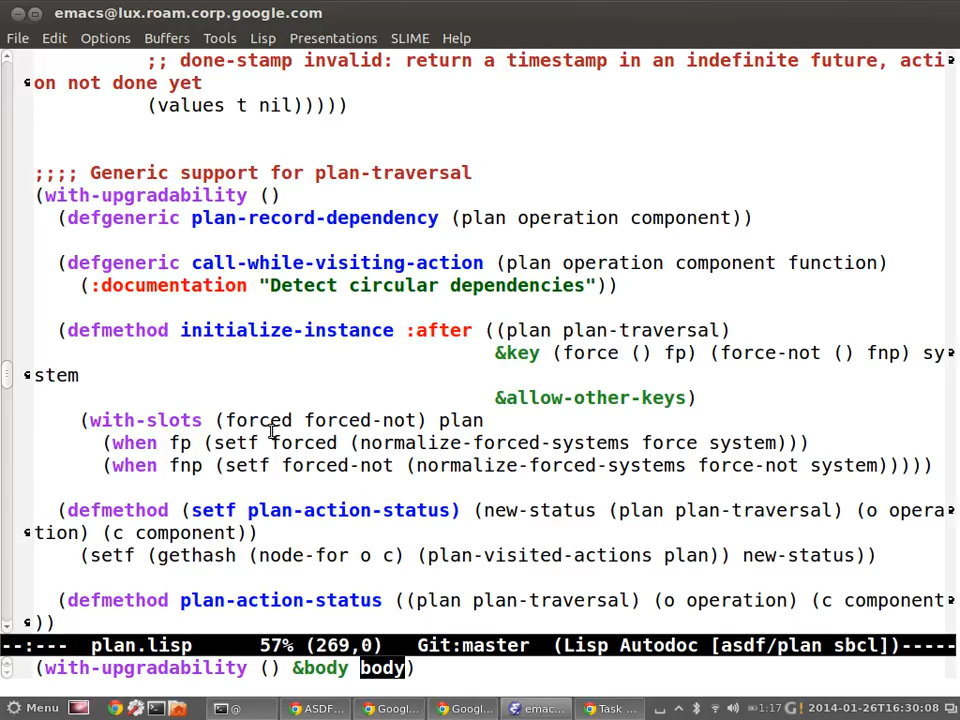 emacs@lux.roam.corp.google.com
File Edit Options Buffers Tools Lisp Presentations SLIME Help
;; done-stamp invalid: return a timestamp in an indefinite future, acti
on not done yet
(values t nil)))))
;;;; Generic support for plan-traversal
(with-upgradability ()
(defgeneric plan-record-dependency (plan operation component))
(defgeneric call-while-visiting-action (plan operation component function)
(:documentation "Detect circular dependencies"))
(defmethod initialize-instance :after ((plan plan-traversal)
&key (force () fp) (force-not () fnp) sy
stem
&allow-other-keys)
(with-slots (forced forced-not) plan
(when fp (setf forced (normalize-forced-systems force system)))
(when fnp (setf forced-not (normalize-forced-systems force-not system)))))
(defmethod (setf plan-action-status) (new-status (plan plan-traversal) (o opera
tion) (c component))
(setf (gethash (node-for o c) (plan-visited-actions plan)) new-status))
(defmethod plan-action-status ((plan plan-traversal) (o operation) (c component
))
--:--- plan.lisp 57% (269,0) Git:master (Lisp Autodoc [asdf/plan sbcl])-----
(with-upgradability () &body body)
Menu @ ASDF... Googl... Googl... emac... Task ... 1:17 2014-01-26T16:30:08